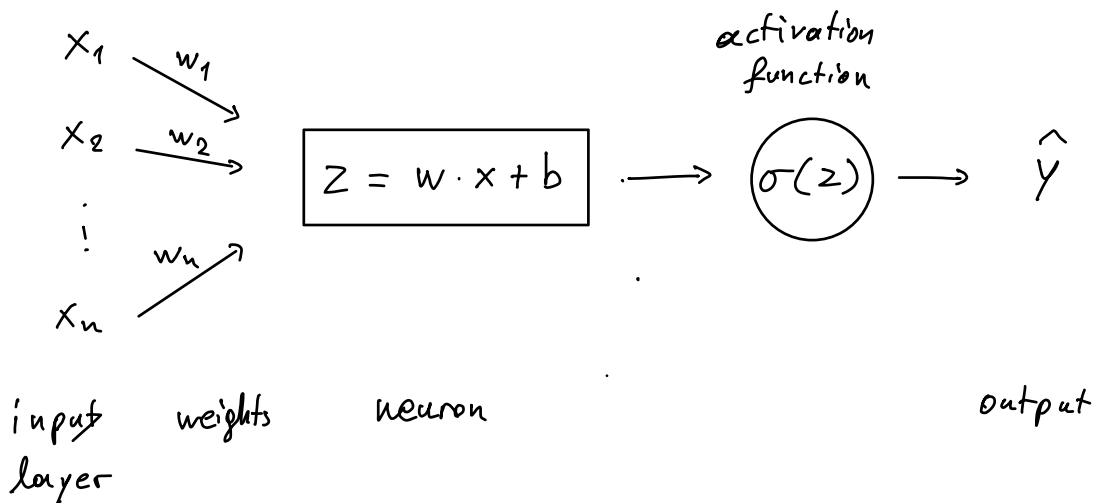 activation
function
x₁
w₁
x₂
w₂
z = w · x + b
σ(z)
ŷ
⋮
wₙ
xₙ
input
layer
weights
neuron
output